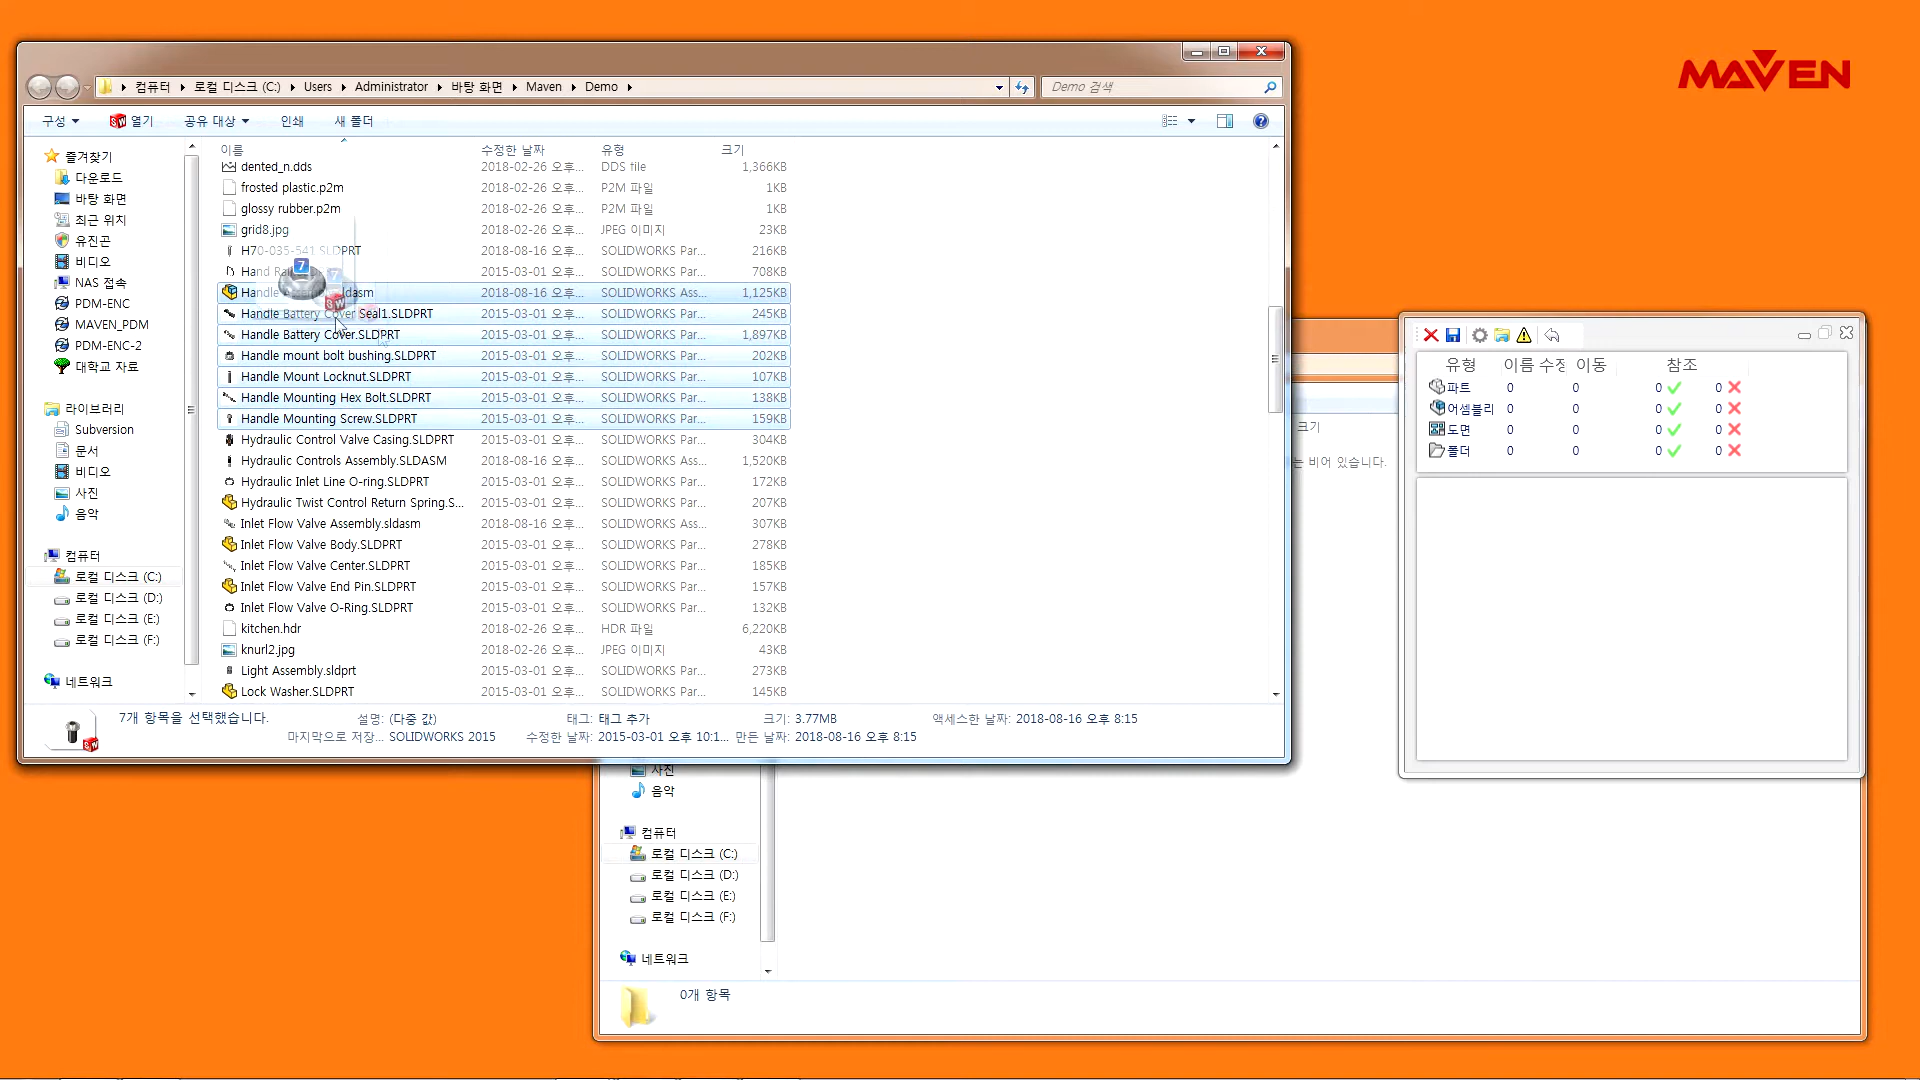 MAVEN
컴퓨터 로컬 디스크 (C:) Users Administrator 바탕 화면 Maven Demo
Demo 검색
구성 열기 공유 대상 인쇄 새 폴더
즐겨찾기
다운로드
바탕 화면
최근 위치
유진곤
비디오
NAS 접속
PDM-ENC
MAVEN_PDM
PDM-ENC-2
대학교 자료
라이브러리
Subversion
문서
비디오
사진
음악
컴퓨터
로컬 디스크 (C:)
로컬 디스크 (D:)
로컬 디스크 (E:)
로컬 디스크 (F:)
네트워크
이름 수정한 날짜 유형 크기
dented_n.dds 2018-02-26 오후... DDS file 1,366KB
frosted plastic.p2m 2018-02-26 오후... P2M 파일 1KB
glossy rubber.p2m 2018-02-26 오후... P2M 파일 1KB
grid8.jpg 2018-02-26 오후... JPEG 이미지 23KB
H70-035-541.SLDPRT 2018-08-16 오후... SOLIDWORKS Par... 216KB
Hand 2015-03-01 오후... SOLIDWORKS Par... 708KB
Handle 2018-08-16 오후... SOLIDWORKS Ass... 1,125KB
Handle Battery Cover Seal1.SLDPRT 2015-03-01 오후... SOLIDWORKS Par... 245KB
Handle Battery Cover.SLDPRT 2015-03-01 오후... SOLIDWORKS Par... 1,897KB
Handle mount bolt bushing.SLDPRT 2015-03-01 오후... SOLIDWORKS Par... 202KB
Handle Mount Locknut.SLDPRT 2015-03-01 오후... SOLIDWORKS Par... 107KB
Handle Mounting Hex Bolt.SLDPRT 2015-03-01 오후... SOLIDWORKS Par... 138KB
Handle Mounting Screw.SLDPRT 2015-03-01 오후... SOLIDWORKS Par... 159KB
Hydraulic Control Valve Casing.SLDPRT 2015-03-01 오후... SOLIDWORKS Par... 304KB
Hydraulic Controls Assembly.SLDASM 2018-08-16 오후... SOLIDWORKS Ass... 1,520KB
Hydraulic Inlet Line O-ring.SLDPRT 2015-03-01 오후... SOLIDWORKS Par... 172KB
Hydraulic Twist Control Return Spring.S... 2015-03-01 오후... SOLIDWORKS Par... 207KB
Inlet Flow Valve Assembly.sldasm 2018-08-16 오후... SOLIDWORKS Ass... 307KB
Inlet Flow Valve Body.SLDPRT 2015-03-01 오후... SOLIDWORKS Par... 278KB
Inlet Flow Valve Center.SLDPRT 2015-03-01 오후... SOLIDWORKS Par... 185KB
Inlet Flow Valve End Pin.SLDPRT 2015-03-01 오후... SOLIDWORKS Par... 157KB
Inlet Flow Valve O-Ring.SLDPRT 2015-03-01 오후... SOLIDWORKS Par... 132KB
kitchen.hdr 2018-02-26 오후... HDR 파일 6,220KB
knurl2.jpg 2018-02-26 오후... JPEG 이미지 43KB
Light Assembly.sldprt 2015-03-01 오후... SOLIDWORKS Par... 273KB
Lock Washer.SLDPRT 2015-03-01 오후... SOLIDWORKS Par... 145KB
7
7
SW
7개 항목을 선택했습니다. 설명: (다중 값) 태그: 태그 추가 크기: 3.77MB 액세스한 날짜: 2018-08-16 오후 8:15
마지막으로 저장... SOLIDWORKS 2015 수정한 날짜: 2015-03-01 오후 10:1... 만든 날짜: 2018-08-16 오후 8:15
유형 이름 수정 이동 참조
파트 0 0 0 0
어셈블리 0 0 0 0
도면 0 0 0 0
폴더 0 0 0 0
크기
는 비어 있습니다.
사진
음악
컴퓨터
로컬 디스크 (C:)
로컬 디스크 (D:)
로컬 디스크 (E:)
로컬 디스크 (F:)
네트워크
0개 항목